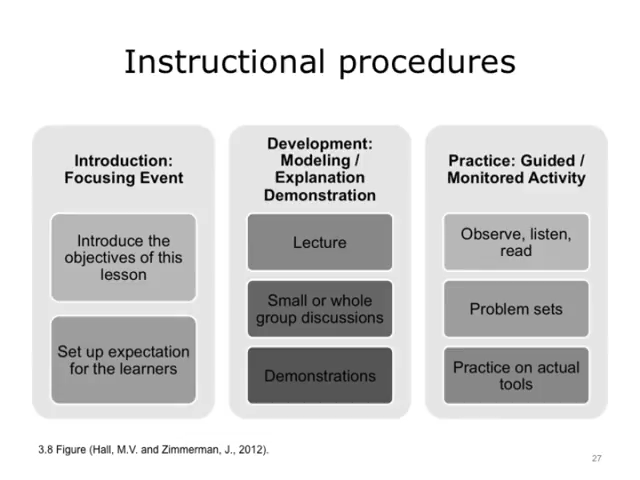 Instructional procedures
Introduction:
Focusing Event
Introduce the
objectives of this
lesson
Set up expectation
for the learners
Development:
Modeling /
Explanation
Demonstration
Lecture
Small or whole
group discussions
Demonstrations
Practice: Guided /
Monitored Activity
Observe, listen,
read
Problem sets
Practice on actual
tools
3.8 Figure (Hall, M.V. and Zimmerman, J., 2012).
27